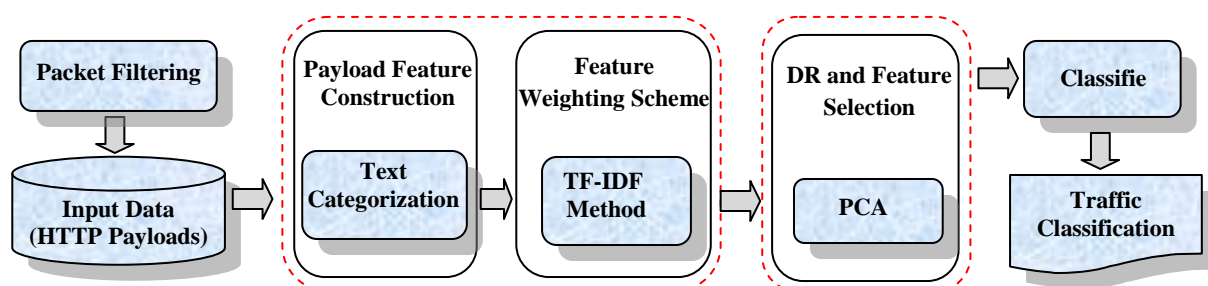 Packet Filtering
Input Data
(HTTP Payloads)
Payload Feature
Construction
Text
Categorization
Feature
Weighting Scheme
TF-IDF
Method
DR and Feature
Selection
PCA
Classifie
Traffic
Classification